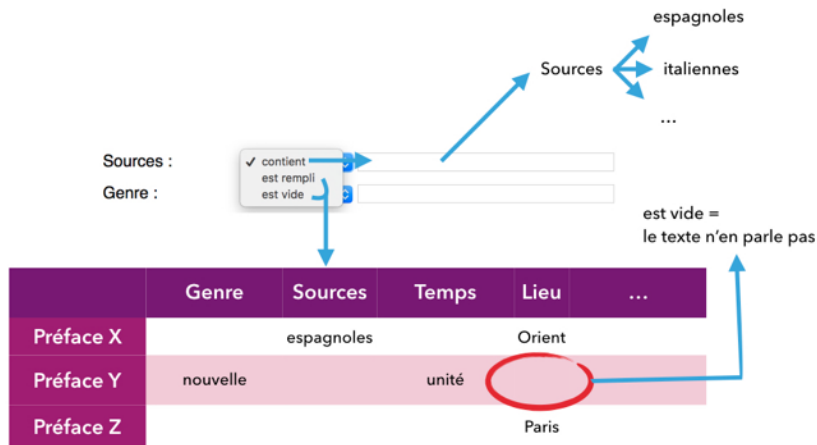 espagnoles
Sources
italiennes
...
Sources :
✓ contient
est rempli
est vide
Genre :
est vide =
le texte n'en parle pas
Genre Sources Temps Lieu ...
Préface X espagnoles Orient
Préface Y nouvelle unité
Préface Z Paris